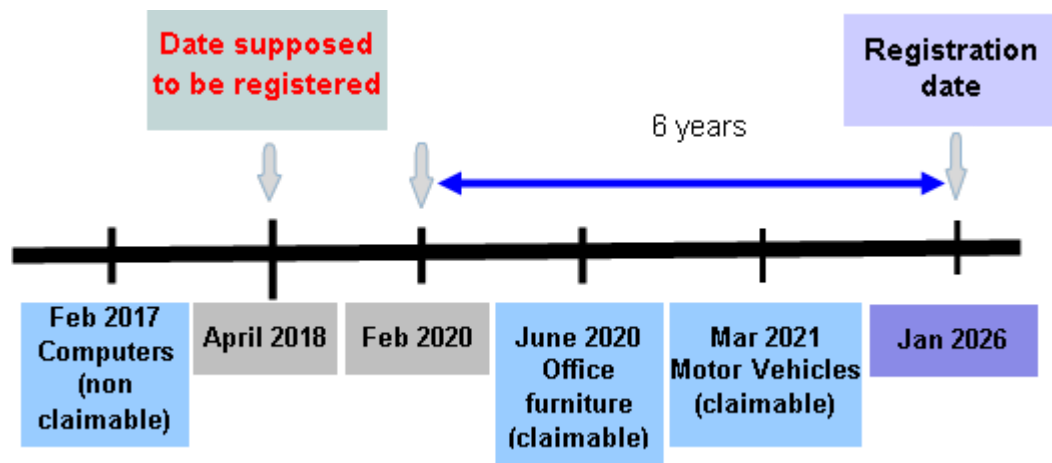 Date supposed
to be registered
Registration
date
6 years
Feb 2017
Computers
(non
claimable)
April 2018
Feb 2020
June 2020
Office
furniture
(claimable)
Mar 2021
Motor Vehicles
(claimable)
Jan 2026